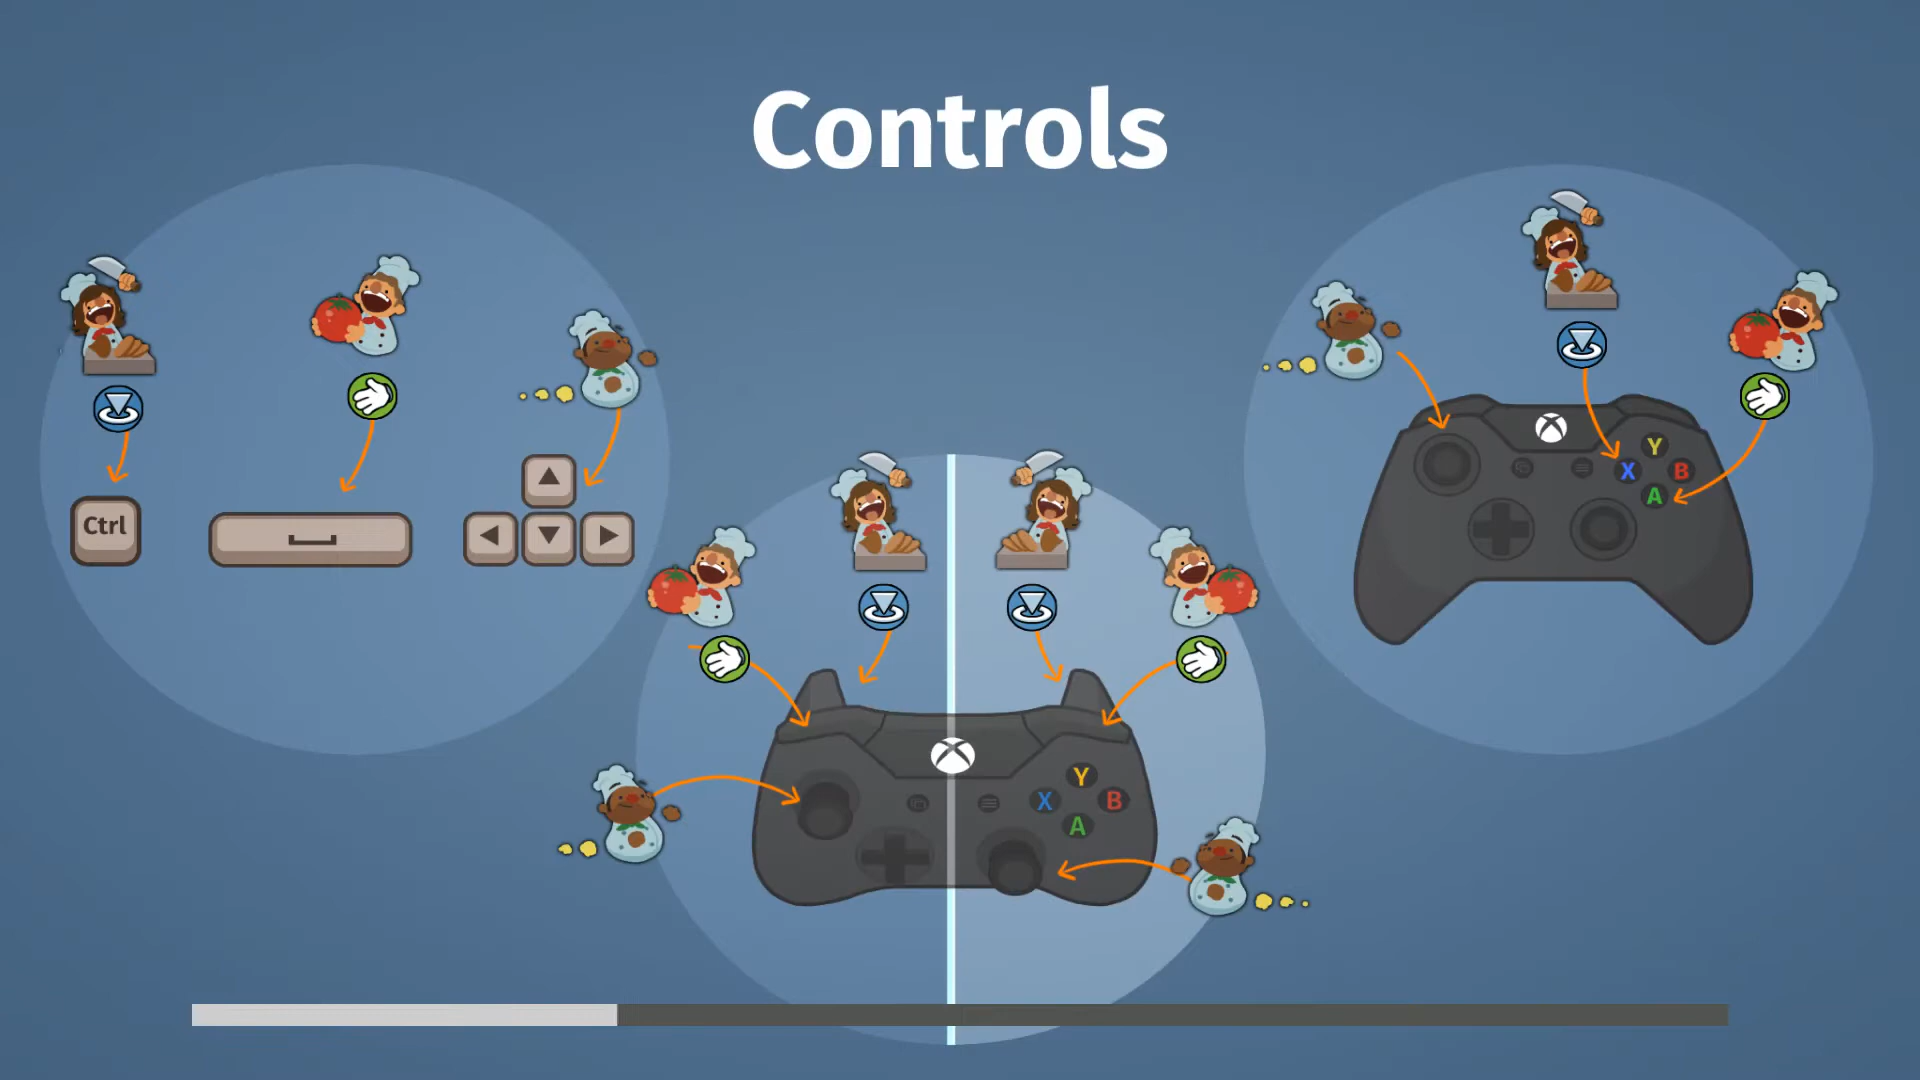 Controls
Ctrl
Y
X B
A
Y
X B
A